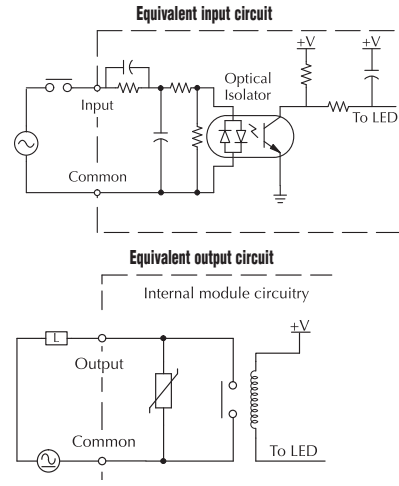 Equivalent input circuit
+V
+V
Optical
Isolator
Input
To LED
Common
Equivalent output circuit
Internal module circuitry
+V
L
Output
Common
To LED